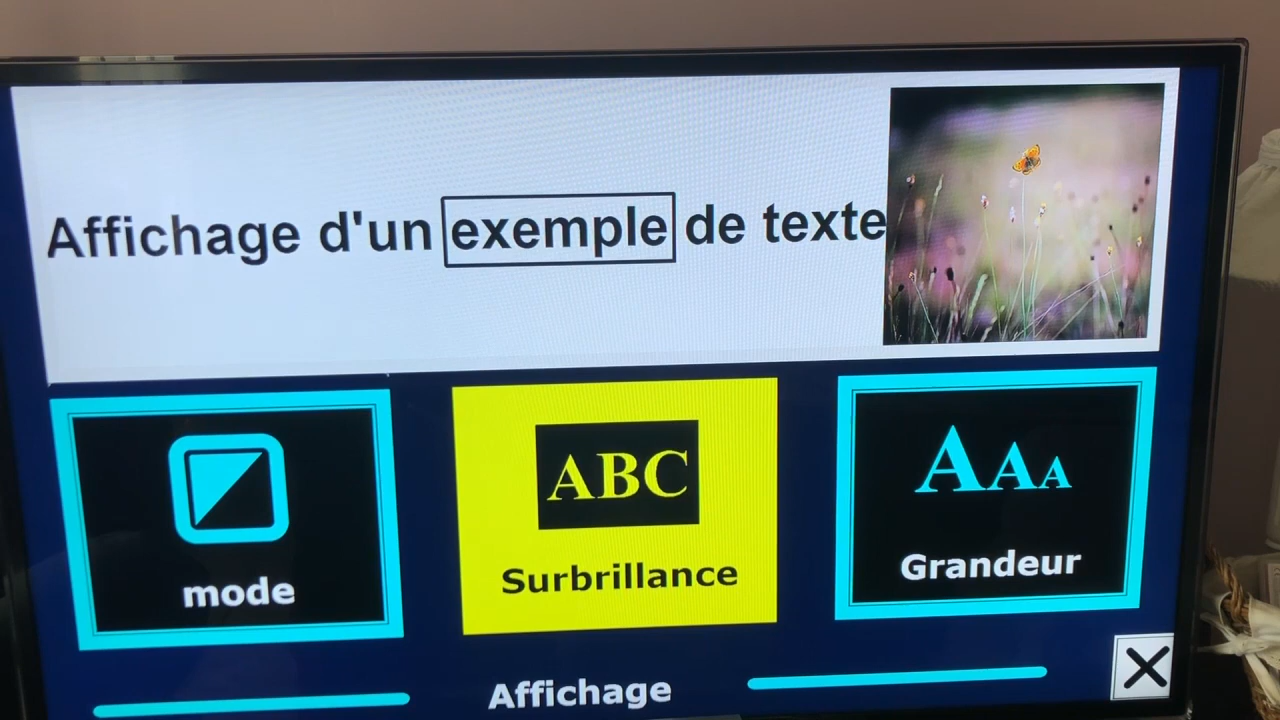 Affichage d'un exemple de texte
ABC
AAA
mode
Surbrillance
Grandeur
Affichage